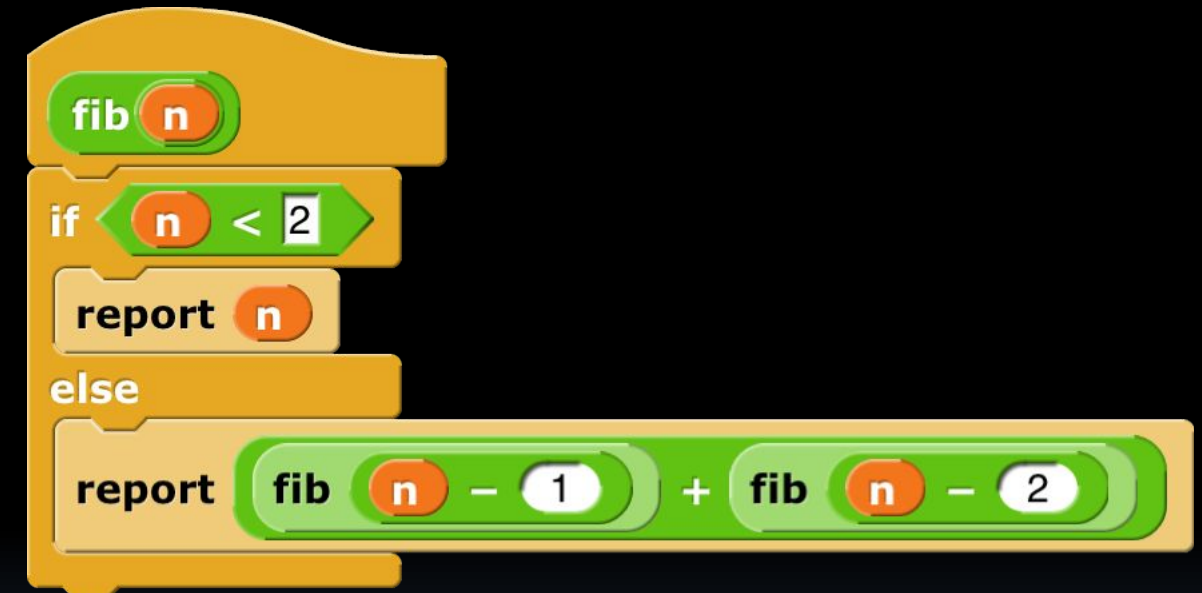 fib n
if n < 2
report n
else
report fib n - 1 + fib n - 2